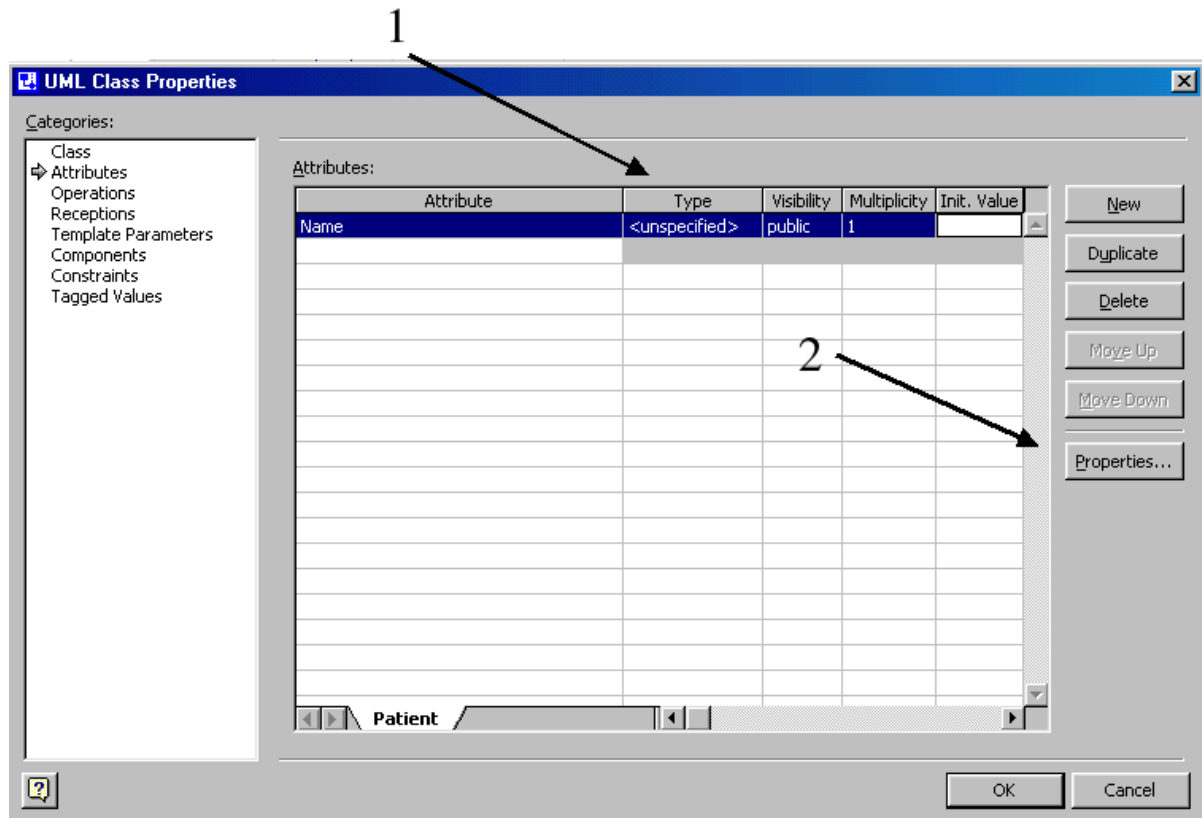 1
UML Class Properties
Categories:
Class
Attributes
Operations
Receptions
Template Parameters
Components
Constraints
Tagged Values
Attributes:
Attribute Type Visibility Multiplicity Init. Value
Name <unspecified> public 1
New
Duplicate
Delete
2
Move Up
Move Down
Properties...
Patient
?
OK Cancel